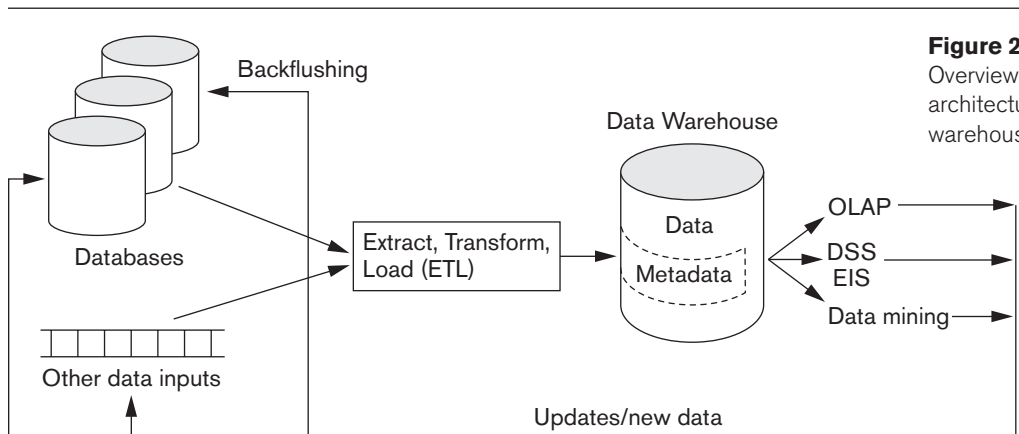 Figure 2
Overview
architectu
warehous
Backflushing
Databases
Other data inputs
Extract, Transform,
Load (ETL)
Data Warehouse
Data
Metadata
OLAP
DSS
EIS
Data mining
Updates/new data